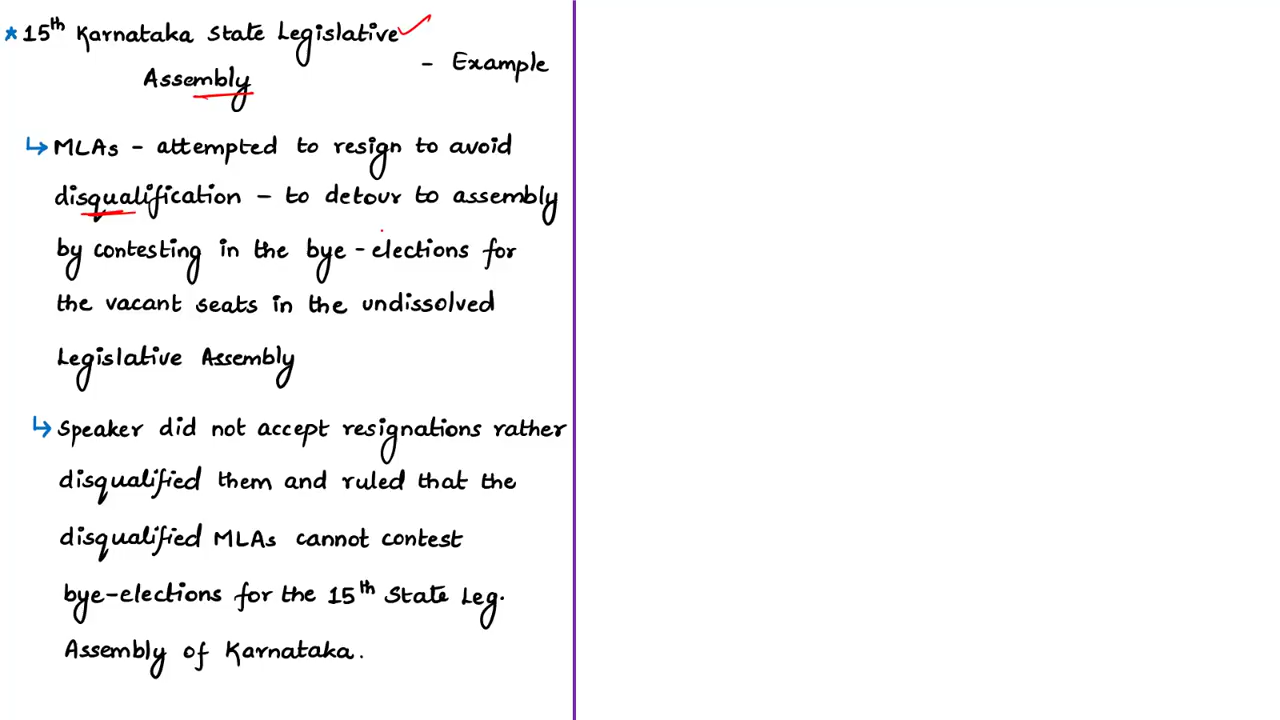 * 15th Karnataka State Legislative
Assembly
- Example
↳ MLAs - attempted to resign to avoid
disqualification - to detour to assembly
by contesting in the bye-elections for
the vacant seats in the undissolved
Legislative Assembly
↳ Speaker did not accept resignations rather
disqualified them and ruled that the
disqualified MLAs cannot contest
bye-elections for the 15th State Leg.
Assembly of Karnataka.